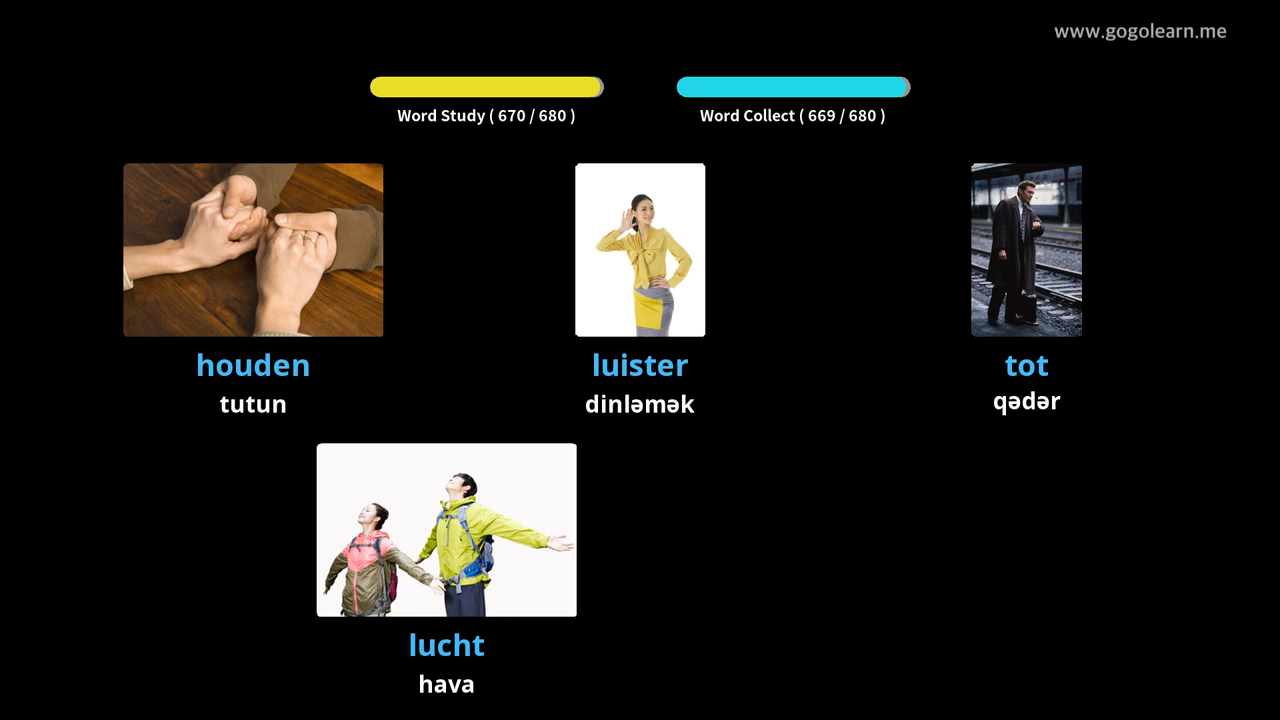 www.gogolearn.me
Word Study ( 670 / 680 )
Word Collect ( 669 / 680 )
houden
tutun
luister
dinləmək
tot
qədər
lucht
hava